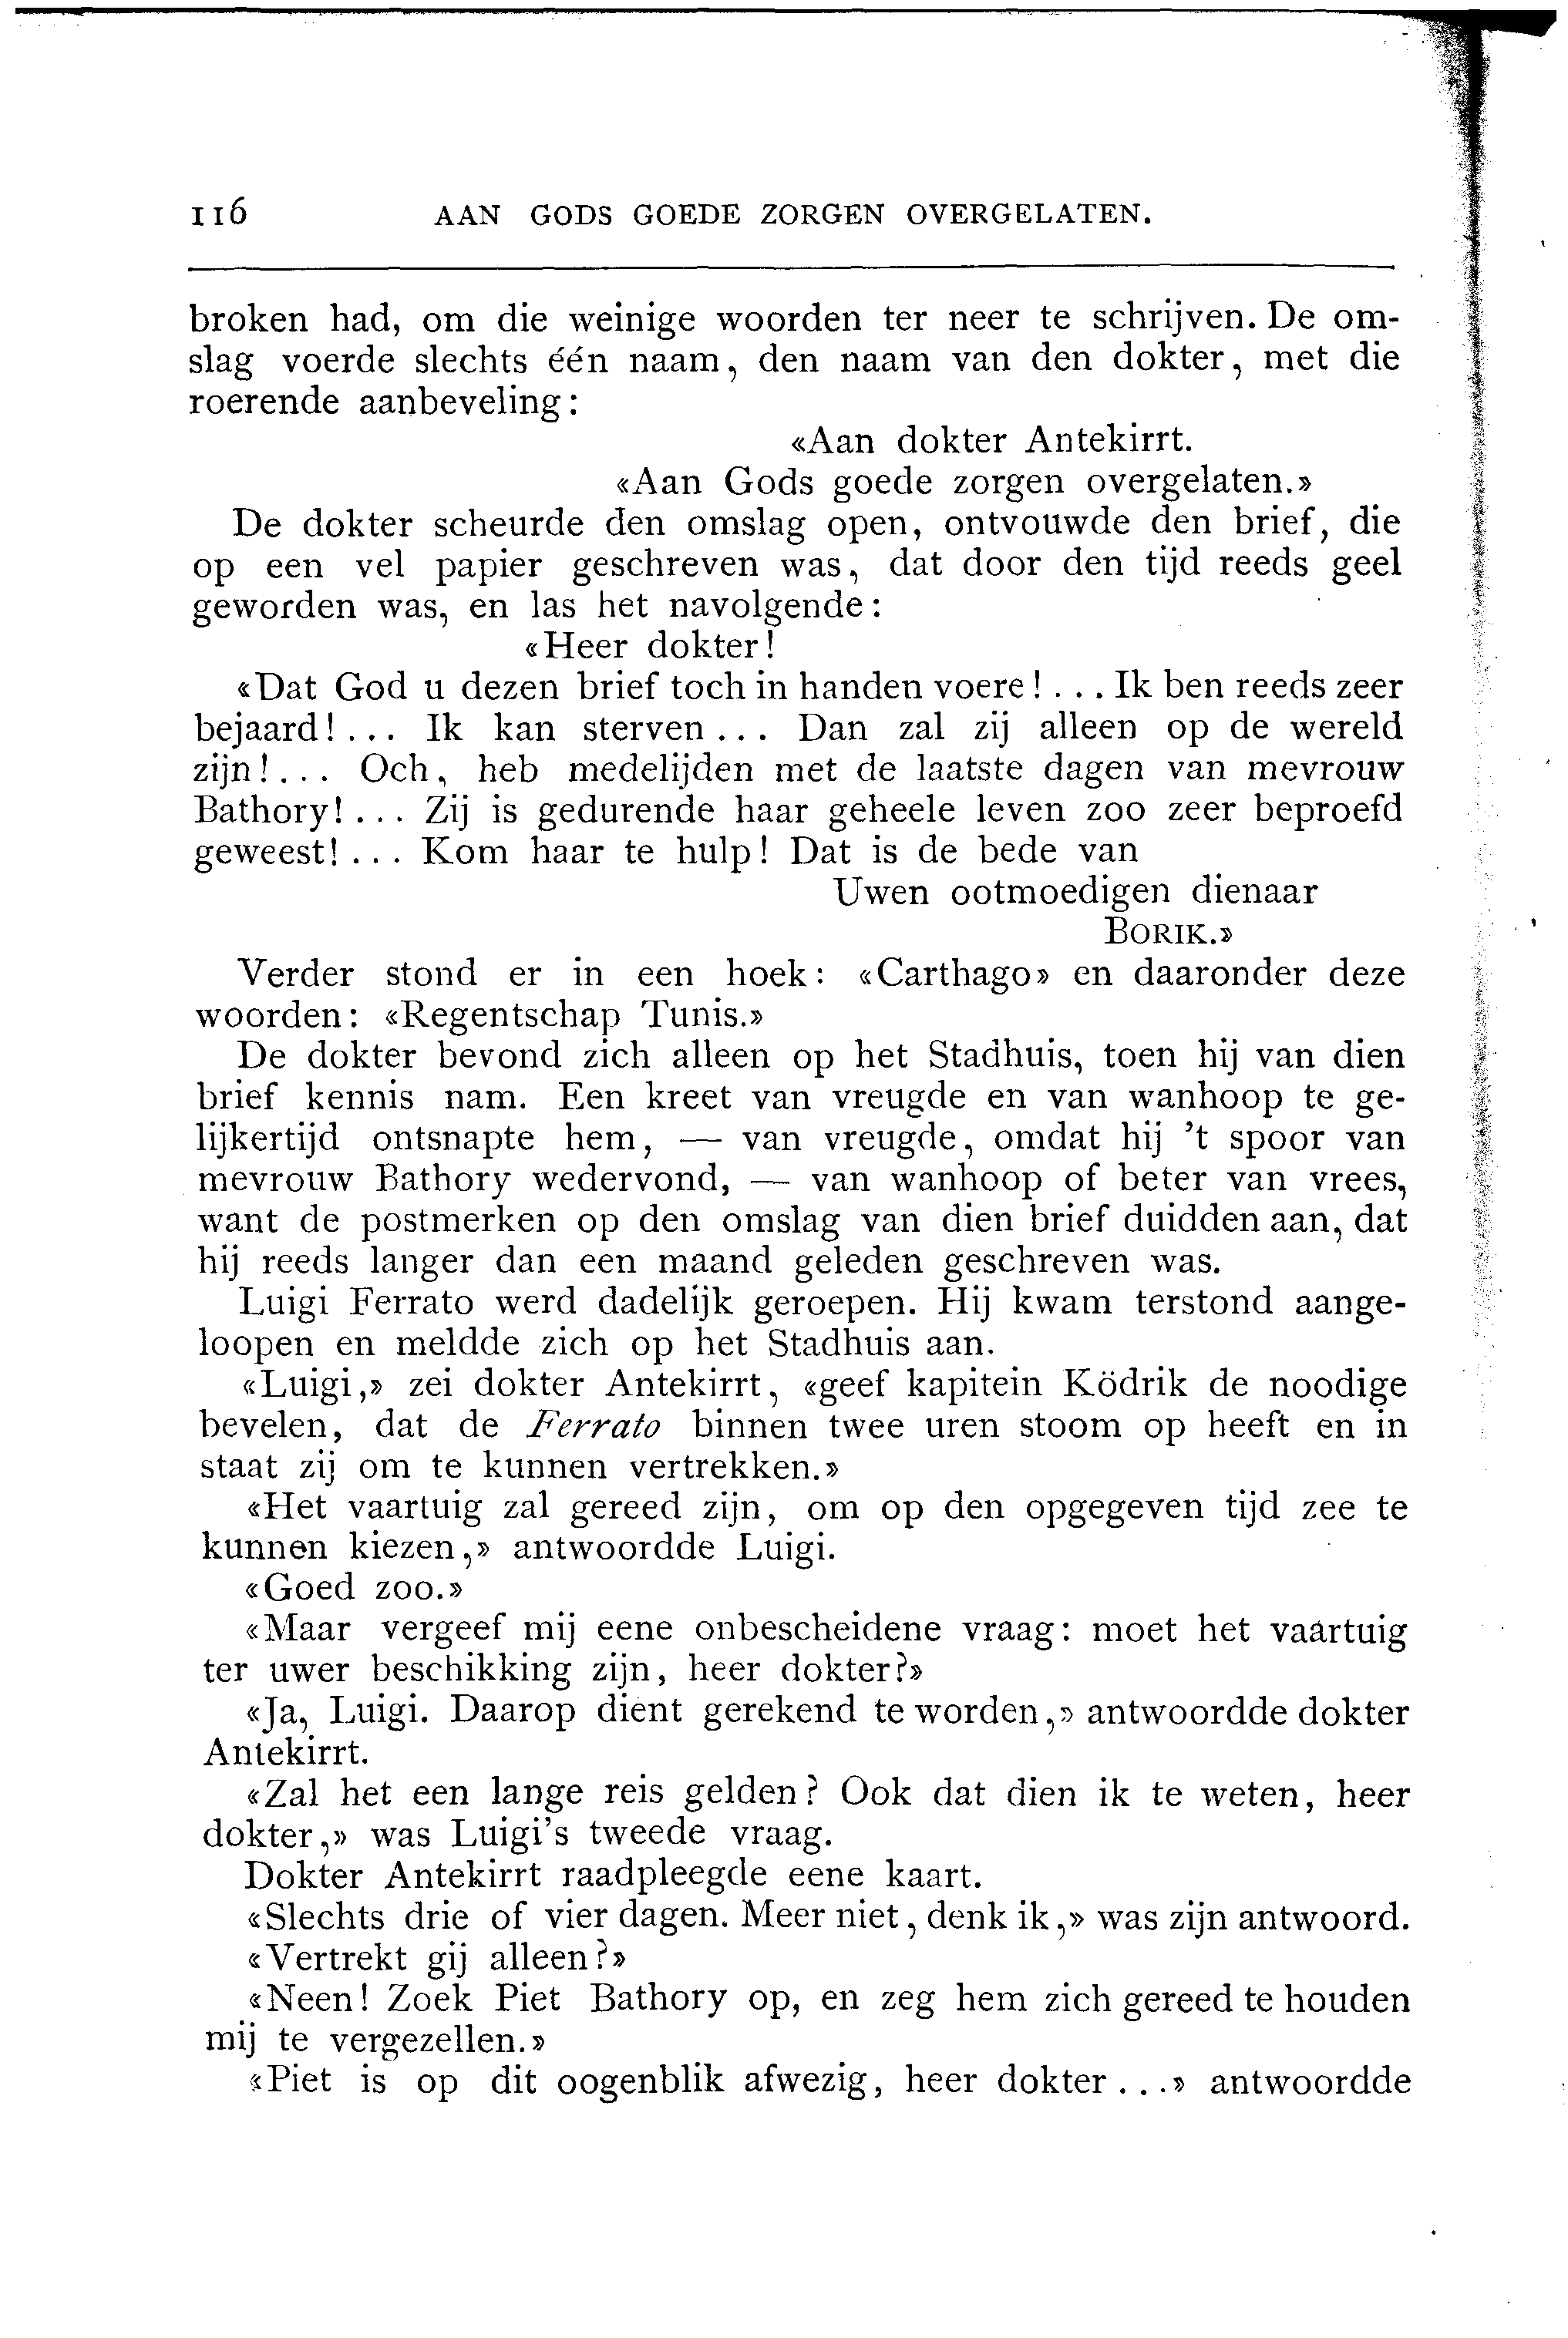 116 AAN GODS GOEDE ZORGEN OVERGELATEN.
broken had, om die weinige woorden ter neer te schrijven. De om-
slag voerde slechts één naam, den naam van den dokter, met die
roerende aanbeveling:
«Aan dokter Antekirrt.
«Aan Gods goede zorgen overgelaten.»
De dokter scheurde den omslag open, ontvouwde den brief, die
op een vel papier geschreven was, dat door den tijd reeds geel
geworden was, en las het navolgende:
«Heer dokter!
«Dat God u dezen brief toch in handen voere!... Ik ben reeds zeer
bejaard!... Ik kan sterven... Dan zal zij alleen op de wereld
zijn!... Och, heb medelijden met de laatste dagen van mevrouw
Bathory!... Zij is gedurende haar geheele leven zoo zeer beproefd
geweest!... Kom haar te hulp! Dat is de bede van
Uwen ootmoedigen dienaar
BORIK.»
Verder stond er in een hoek: «Carthago» en daaronder deze
woorden: «Regentschap Tunis.»
De dokter bevond zich alleen op het Stadhuis, toen hij van dien
brief kennis nam. Een kreet van vreugde en van wanhoop te ge-
lijkertijd ontsnapte hem, — van vreugde, omdat hij 't spoor van
mevrouw Bathory wedervond, — van wanhoop of beter van vrees,
want de postmerken op den omslag van dien brief duidden aan, dat
hij reeds langer dan een maand geleden geschreven was.
Luigi Ferrato werd dadelijk geroepen. Hij kwam terstond aange-
loopen en meldde zich op het Stadhuis aan.
«Luigi,» zei dokter Antekirrt, «geef kapitein Ködrik de noodige
bevelen, dat de Ferrato binnen twee uren stoom op heeft en in
staat zij om te kunnen vertrekken.»
«Het vaartuig zal gereed zijn, om op den opgegeven tijd zee te
kunnen kiezen,» antwoordde Luigi.
«Goed zoo.»
«Maar vergeef mij eene onbescheidene vraag: moet het vaartuig
ter uwer beschikking zijn, heer dokter?»
«Ja, Luigi. Daarop dient gerekend te worden,» antwoordde dokter
Antekirrt.
«Zal het een lange reis gelden? Ook dat dien ik te weten, heer
dokter,» was Luigi's tweede vraag.
Dokter Antekirrt raadpleegde eene kaart.
«Slechts drie of vier dagen. Meer niet, denk ik,» was zijn antwoord.
«Vertrekt gij alleen?»
«Neen! Zoek Piet Bathory op, en zeg hem zich gereed te houden
mij te vergezellen.»
«Piet is op dit oogenblik afwezig, heer dokter...» antwoordde